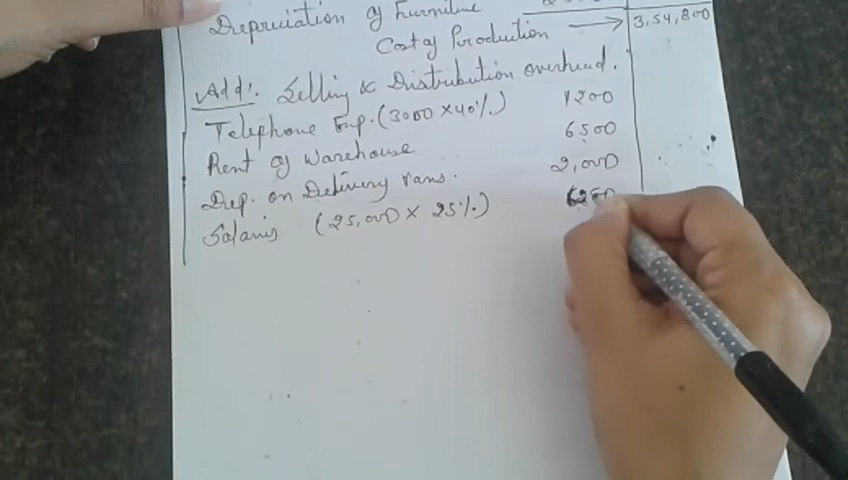 Depreciation of Furniture
Cost of Production → 3,54,800
Add:. Selling & Distribution overhead.
Telephone Exp. (3000 x 40%) 1200
Rent of Warehouse 6500
Dep. on Delivery vans. 2,000
Salaries (25,000 x 25%) 6250